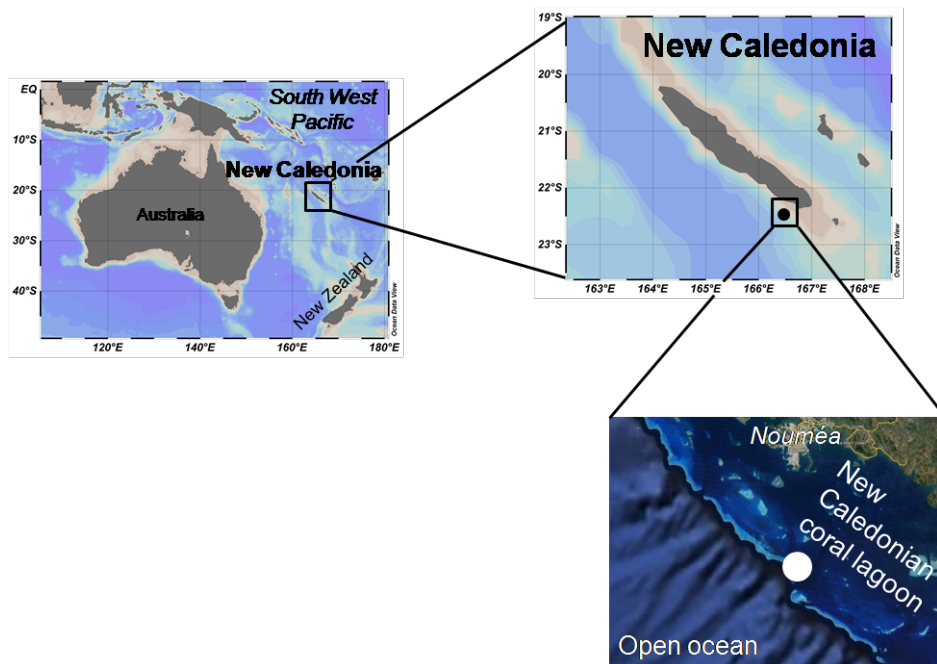 EQ
10°S
20°S
30°S
40°S
South West
Pacific
New Caledonia
Australia
New Zealand
Ocean Data View
120°E
140°E
160°E
180°E
19°S
20°S
21°S
22°S
23°S
New Caledonia
Ocean Data View
163°E
164°E
165°E
166°E
167°E
168°E
Nouméa
New
Caledonian
coral lagoon
Open ocean